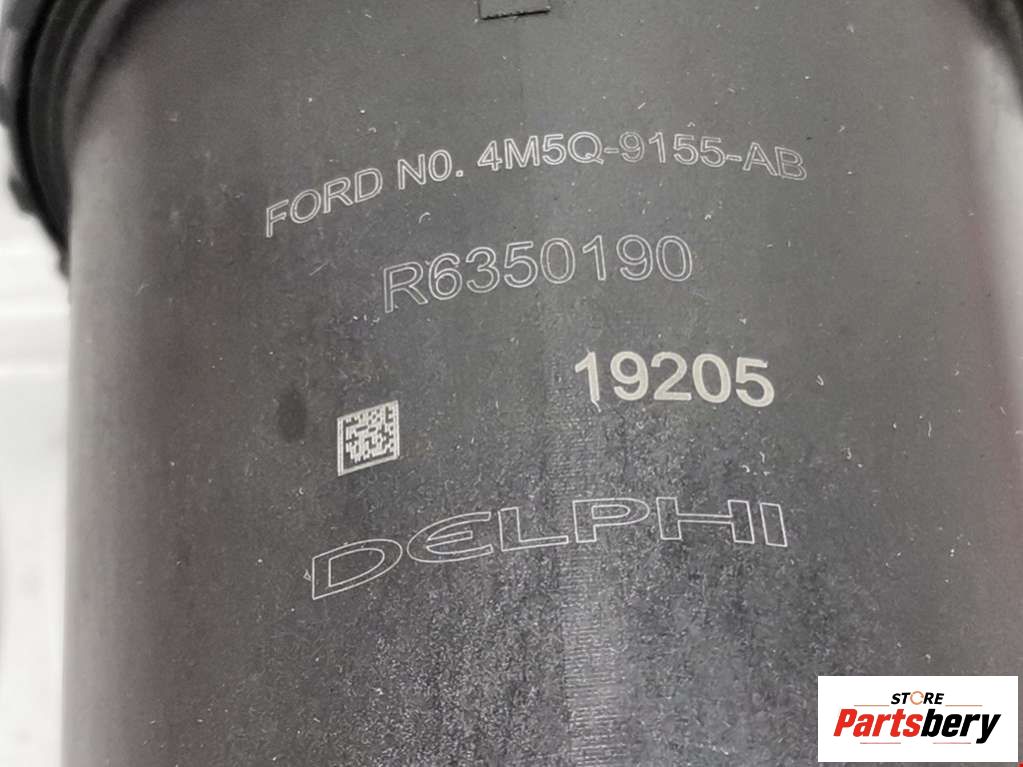 FORD N0. 4M5Q-9155-AB
R6350190
19205
DELPHI
STORE
Partsbery